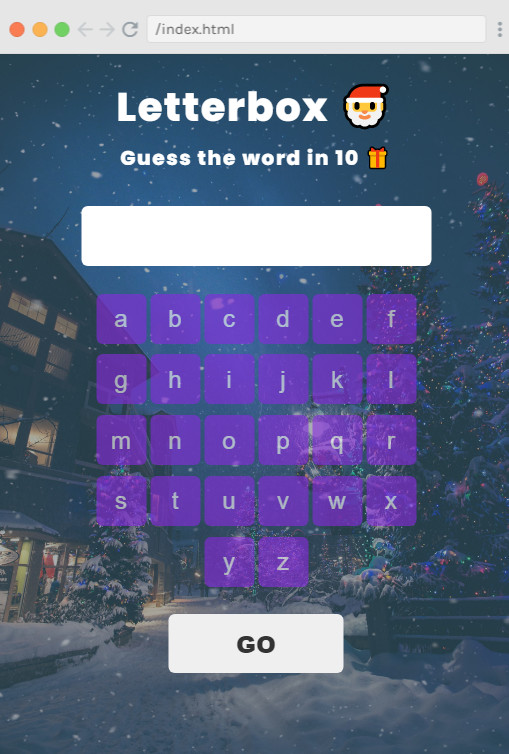 /index.html
Letterbox 🎅
Guess the word in 10 🎁
a b c d e f
g h i j k l
m n o p q r
s t u v w x
y z
GO